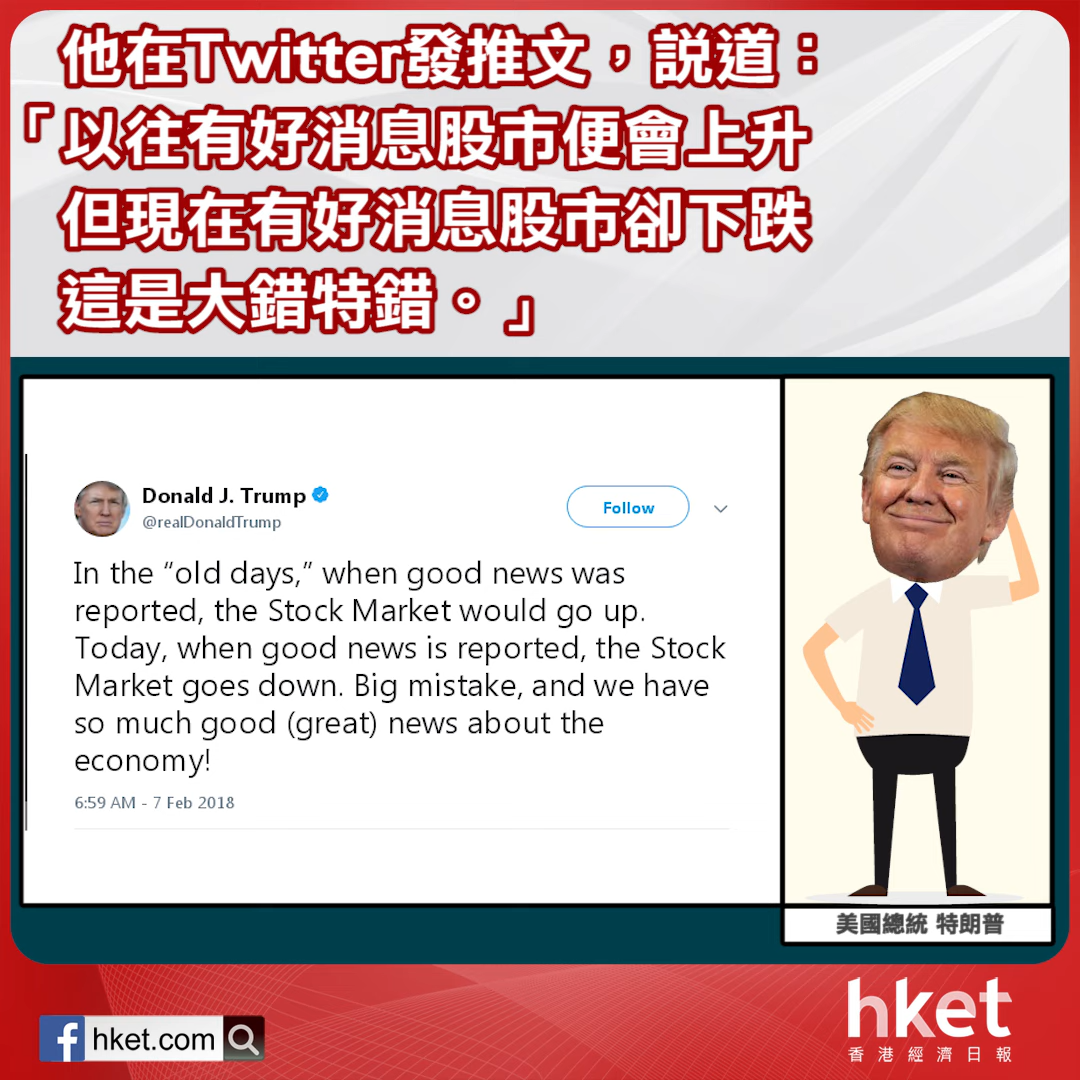 他在Twitter發推文，説道：
「以往有好消息股市便會上升
但現在有好消息股市卻下跌
這是大錯特錯。」
Donald J. Trump
@realDonaldTrump
Follow
In the “old days,” when good news was
reported, the Stock Market would go up.
Today, when good news is reported, the Stock
Market goes down. Big mistake, and we have
so much good (great) news about the
economy!
6:59 AM - 7 Feb 2018
美國總統 特朗普
f hket.com
hket
香港經濟日報